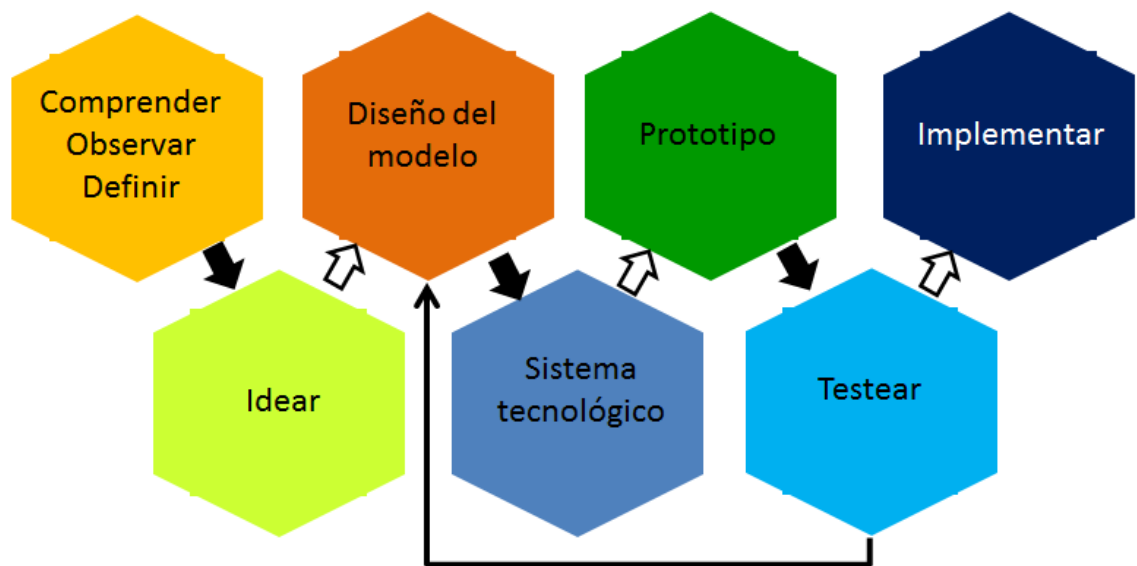 Comprender
Observar
Definir
Idear
Diseño del
modelo
Sistema
tecnológico
Prototipo
Testear
Implementar